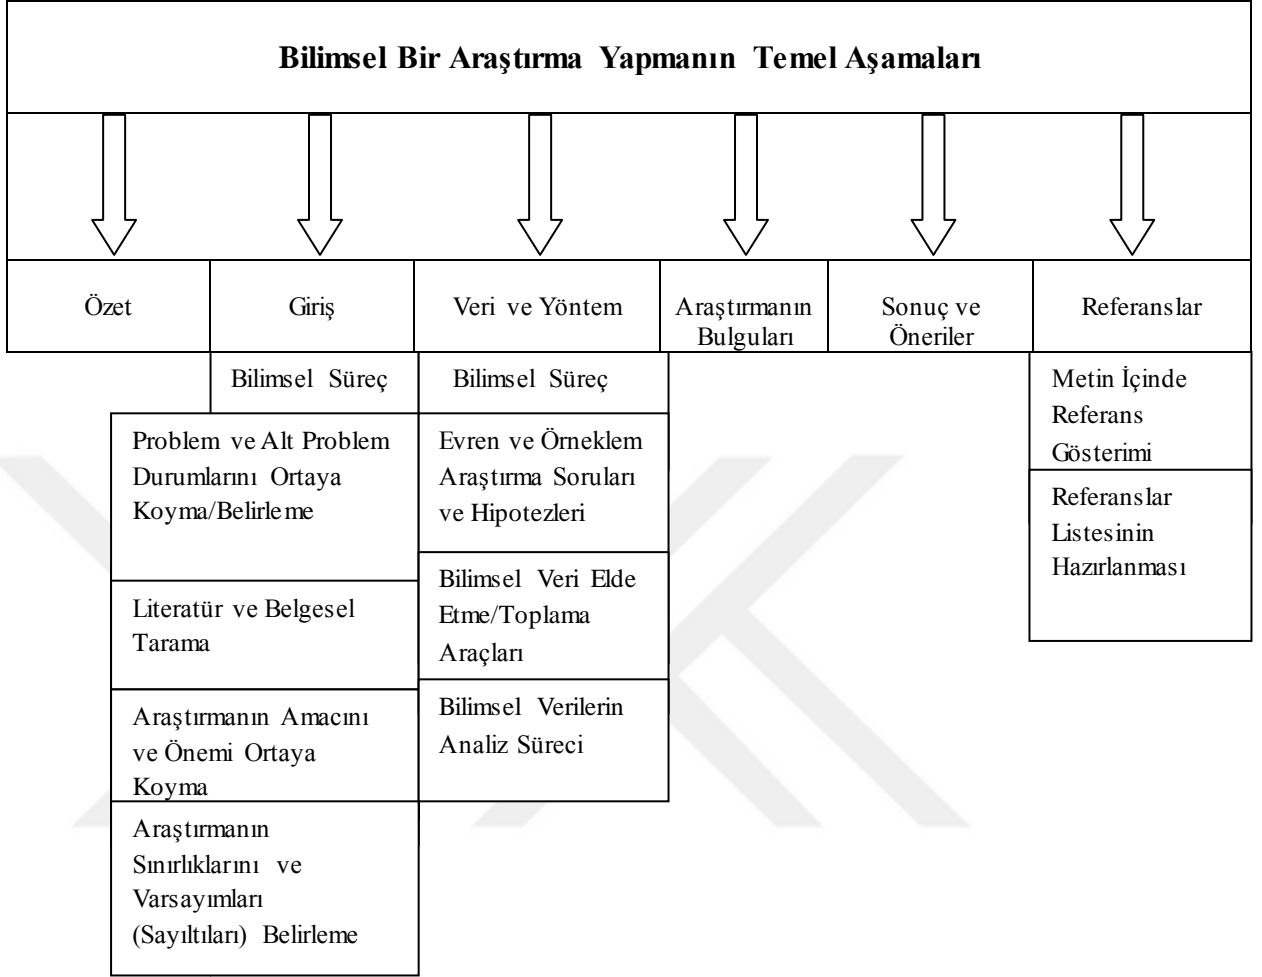 Bilimsel Bir Araştırma Yapmanın Temel Aşamaları
Özet
Giriş
Veri ve Yöntem
Araştırmanın
Bulguları
Sonuç ve
Öneriler
Referanslar
Bilimsel Süreç
Problem ve Alt Problem
Durumlarını Ortaya
Koyma/Belirleme
Literatür ve Belgesel
Tarama
Araştırmanın Amacını
ve Önemi Ortaya
Koyma
Araştırmanın
Sınırlıklarını ve
Varsayımları
(Sayıltıları) Belirleme
Bilimsel Süreç
Evren ve Örneklem
Araştırma Soruları
ve Hipotezleri
Bilimsel Veri Elde
Etme/Toplama
Araçları
Bilimsel Verilerin
Analiz Süreci
Metin İçinde
Referans
Gösterimi
Referanslar
Listesinin
Hazırlanması